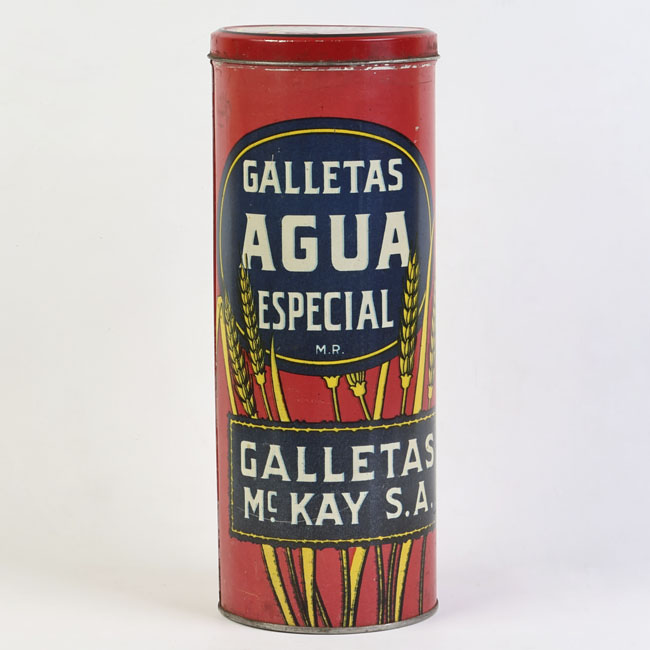 GALLETAS
AGUA
ESPECIAL
M.R.
GALLETAS
Mc. KAY S.A.